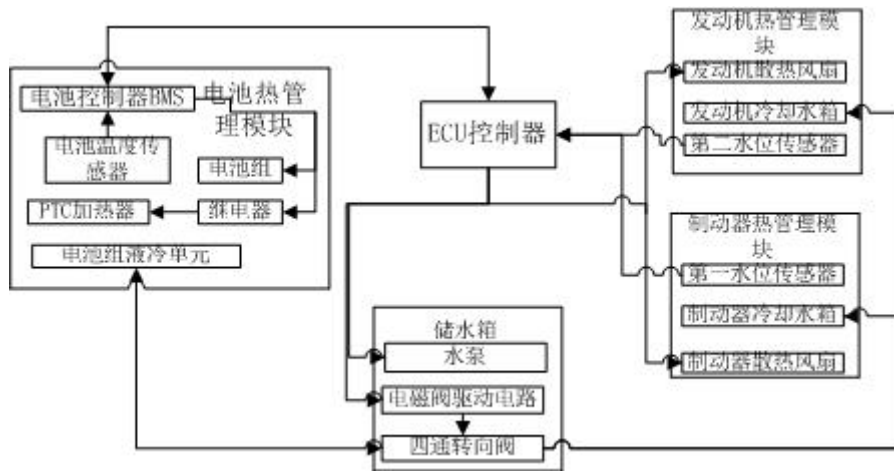 电池热管
理模块
电池控制器BMS
电池温度传
感器
电池组
PTC加热器
继电器
电池组液冷单元
ECU控制器
储水箱
水泵
电磁阀驱动电路
四通转向阀
发动机热管理模
块
发动机散热风扇
发动机冷却水箱
第二水位传感器
制动器热管理模
块
第一水位传感器
制动器冷却水箱
制动器散热风扇